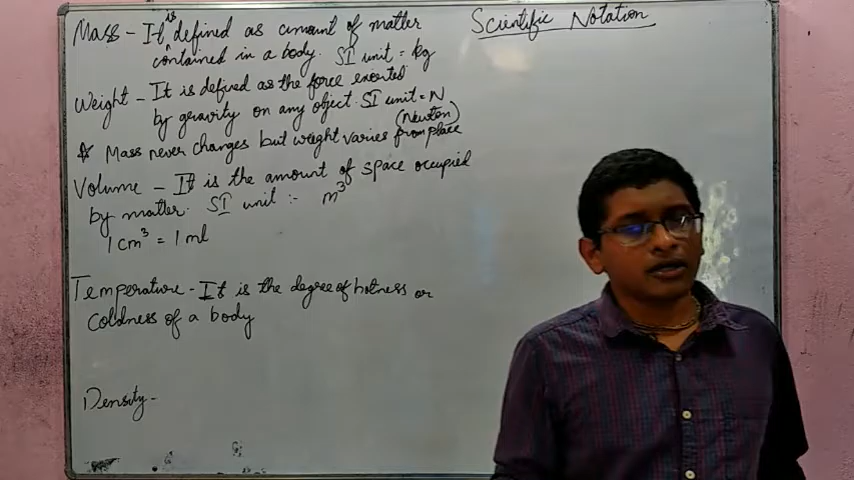 Scientific Notation
Mass - It is defined as amount of matter
contained in a body. SI unit = kg
Weight - It is defined as the force exerted
by gravity on any object. SI unit = N
(Newton)
☆ Mass never changes but weight varies from place
Volume - It is the amount of space occupied
by matter. SI unit :- m³
1 cm³ = 1 ml
Temperature - It is the degree of hotness or
coldness of a body
Density -